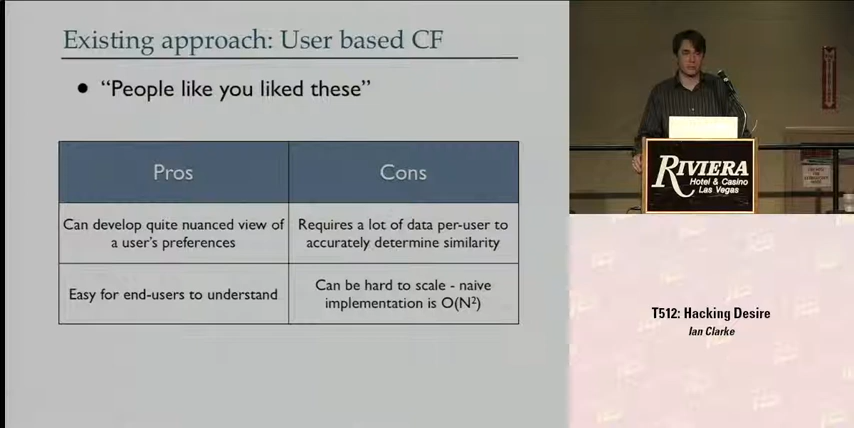 Existing approach: User based CF
• “People like you liked these”
Pros
Cons
Can develop quite nuanced view of
a user's preferences
Requires a lot of data per-user to
accurately determine similarity
Easy for end-users to understand
Can be hard to scale - naive
implementation is O(N²)
RIVIERA
Hotel & Casino
Las Vegas
T512: Hacking Desire
Ian Clarke